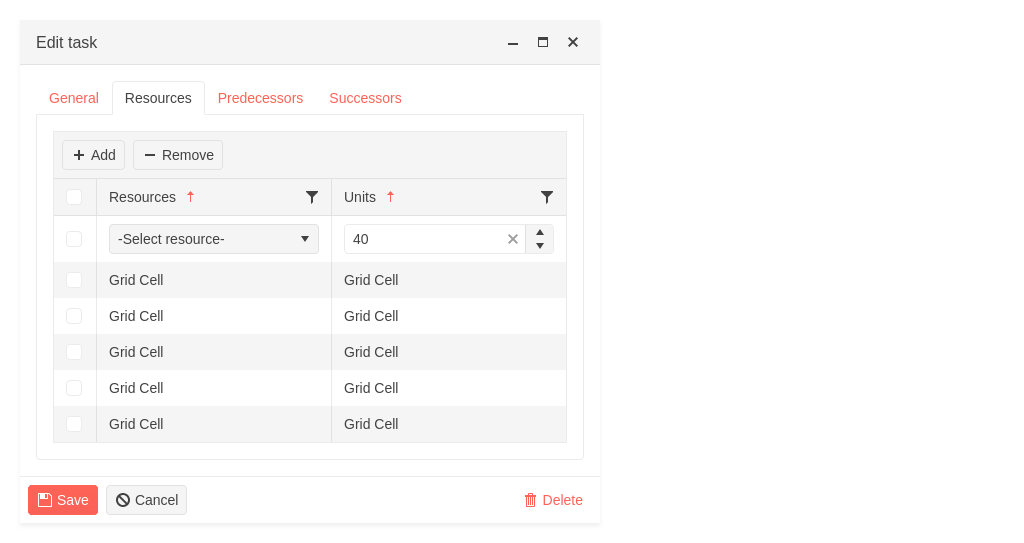 Edit task
General Resources Predecessors Successors
Add Remove
Resources Units
-Select resource- 40
Grid Cell Grid Cell
Grid Cell Grid Cell
Grid Cell Grid Cell
Grid Cell Grid Cell
Grid Cell Grid Cell
Save Cancel Delete